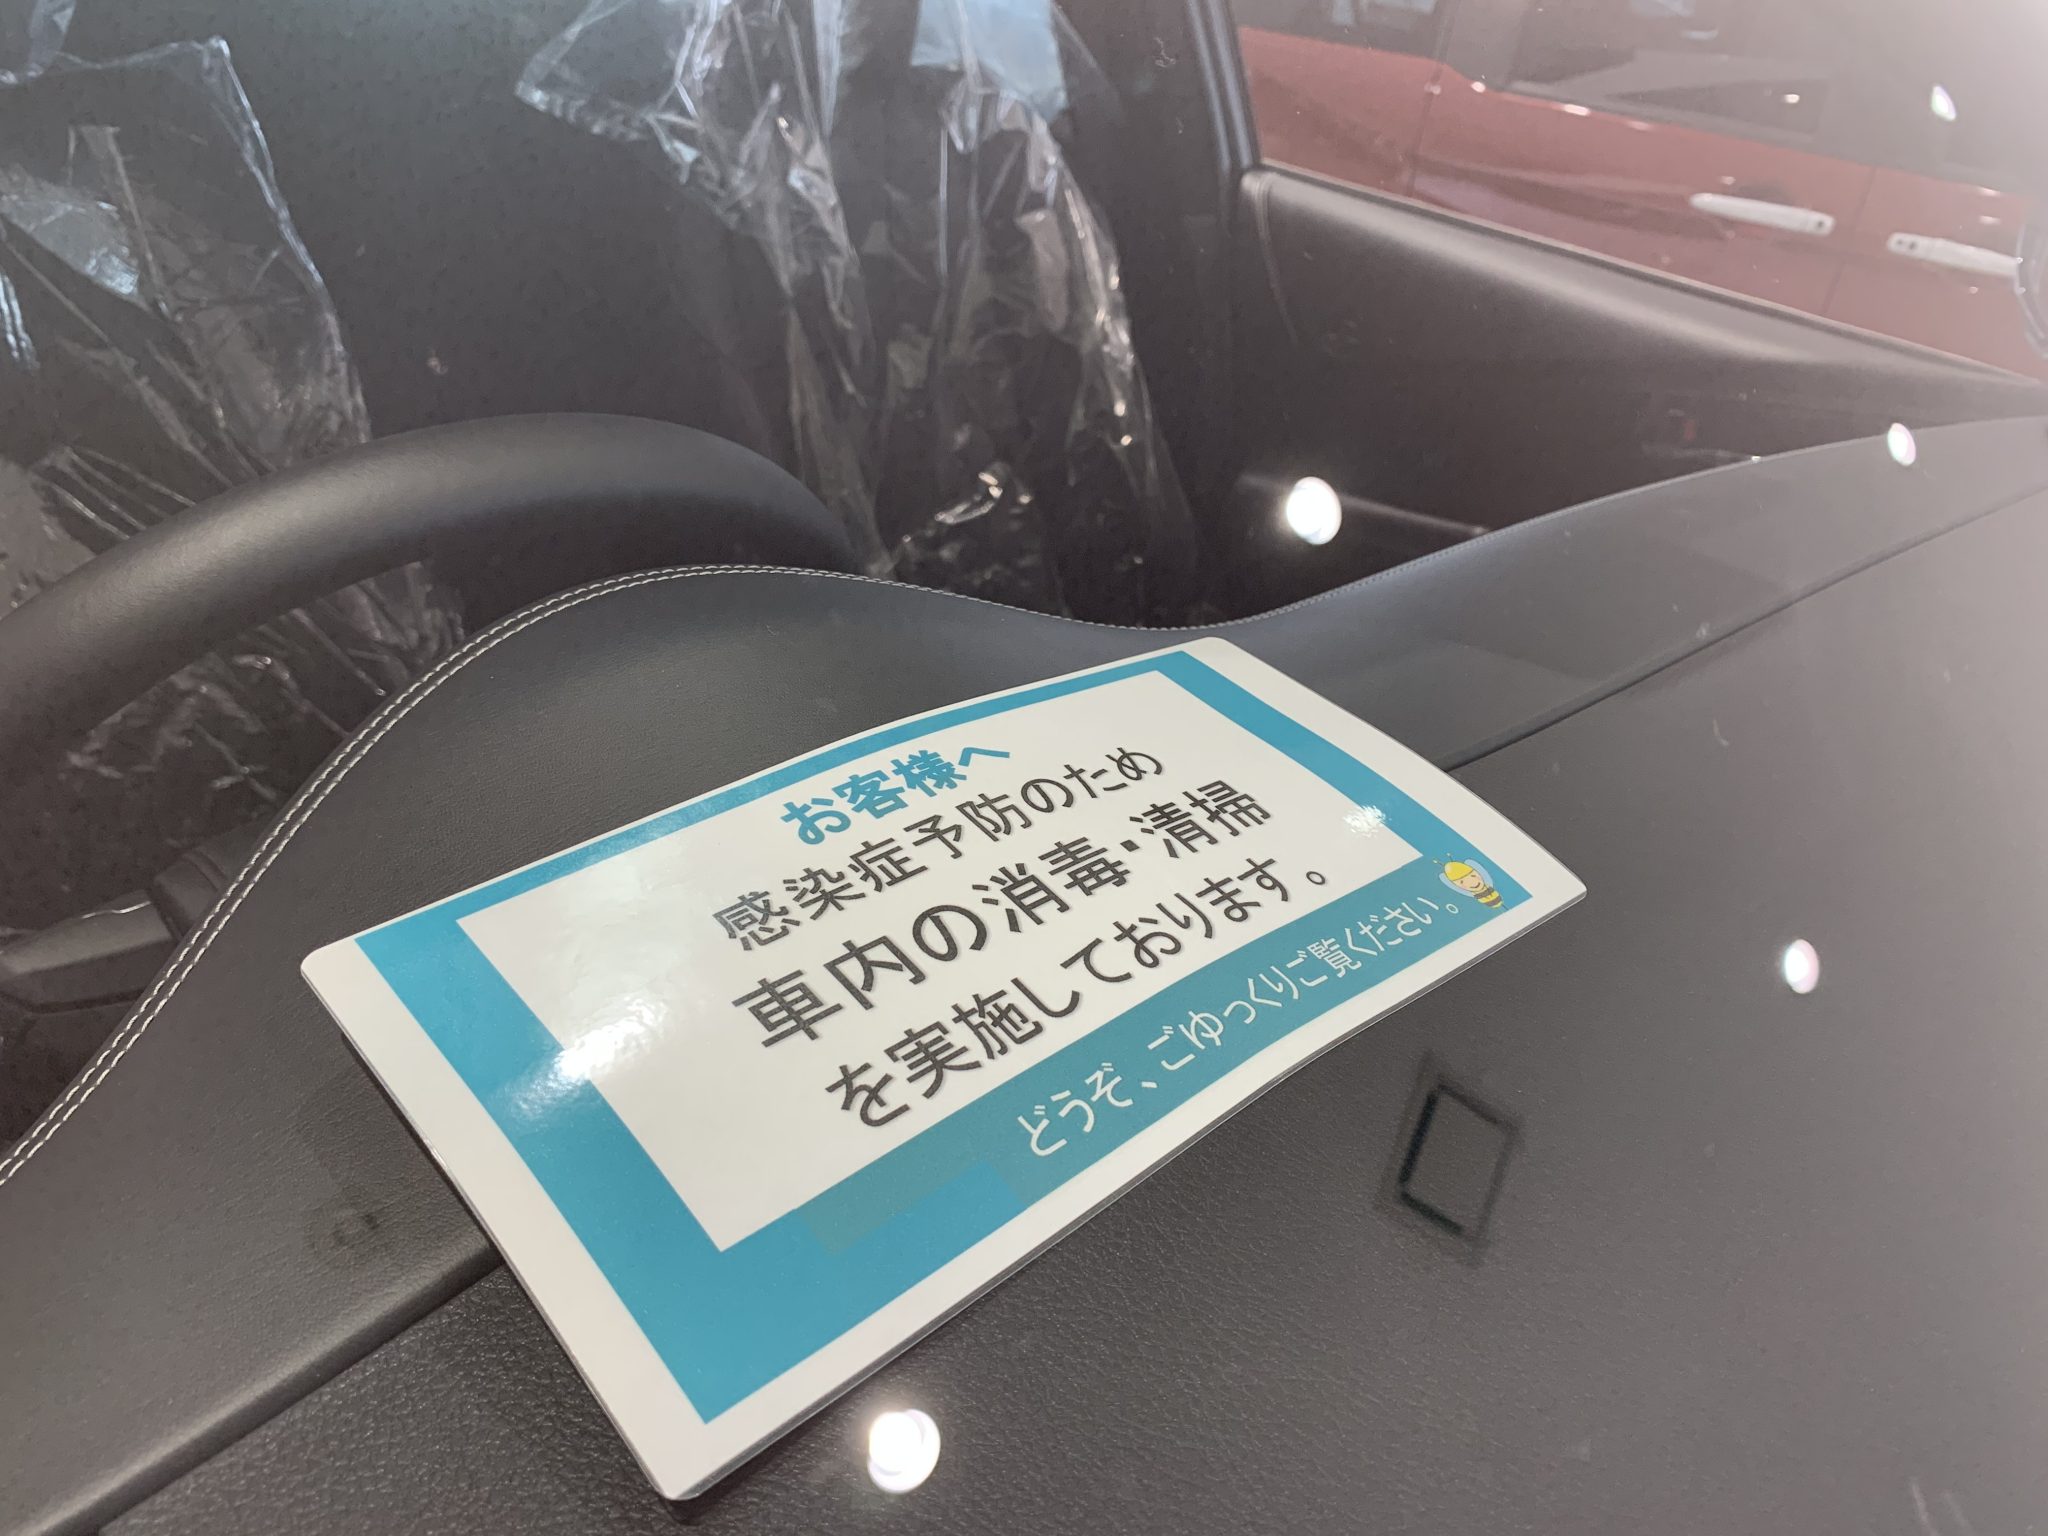 お客様へ
感染症予防のため
車内の消毒・清掃
を実施しております。
どうぞ、ごゆっくりご覧ください。